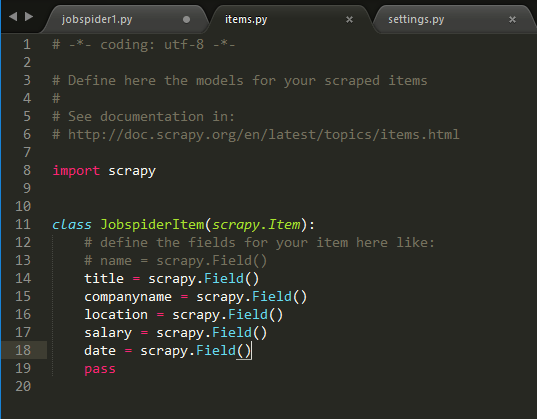 jobspider1.py items.py settings.py
1 # -*- coding: utf-8 -*-
2
3 # Define here the models for your scraped items
4 #
5 # See documentation in:
6 # http://doc.scrapy.org/en/latest/topics/items.html
7
8 import scrapy
9
10
11 class JobspiderItem(scrapy.Item):
12     # define the fields for your item here like:
13     # name = scrapy.Field()
14     title = scrapy.Field()
15     companyname = scrapy.Field()
16     location = scrapy.Field()
17     salary = scrapy.Field()
18     date = scrapy.Field()
19     pass
20